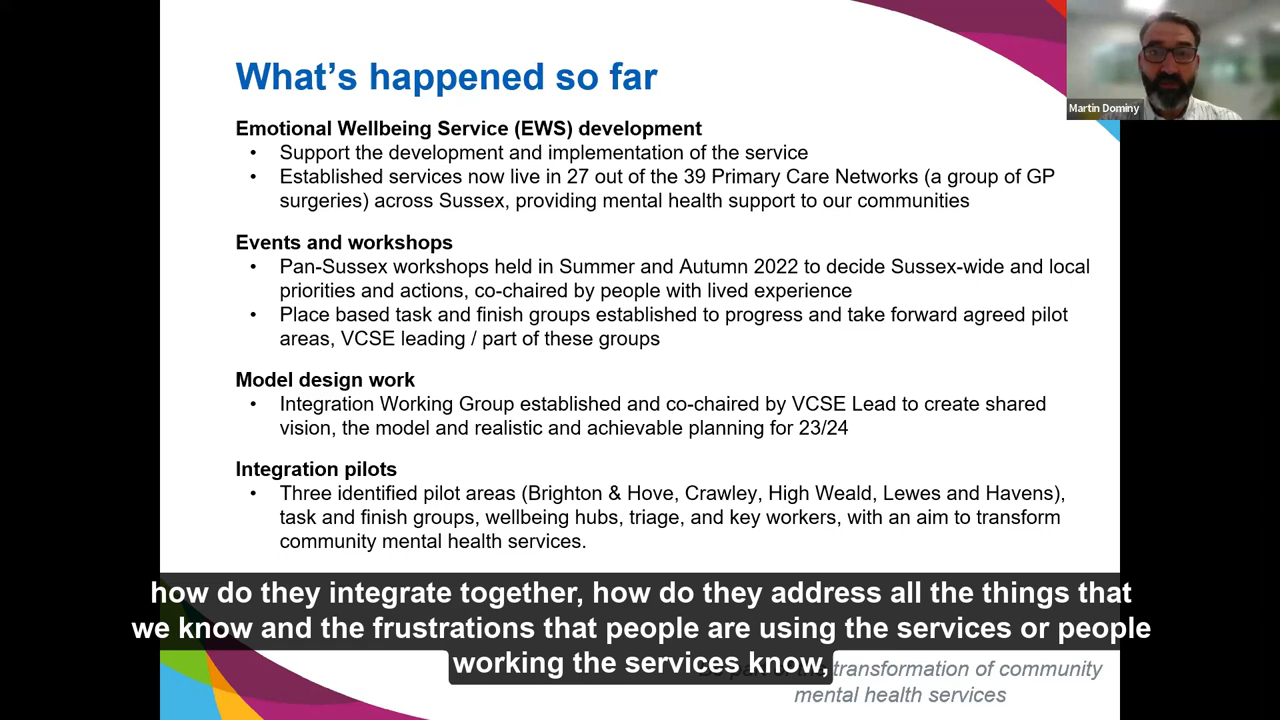 What's happened so far
Martin Dominy
Emotional Wellbeing Service (EWS) development
• Support the development and implementation of the service
• Established services now live in 27 out of the 39 Primary Care Networks (a group of GP
surgeries) across Sussex, providing mental health support to our communities
Events and workshops
• Pan-Sussex workshops held in Summer and Autumn 2022 to decide Sussex-wide and local
priorities and actions, co-chaired by people with lived experience
• Place based task and finish groups established to progress and take forward agreed pilot
areas, VCSE leading / part of these groups
Model design work
• Integration Working Group established and co-chaired by VCSE Lead to create shared
vision, the model and realistic and achievable planning for 23/24
Integration pilots
• Three identified pilot areas (Brighton & Hove, Crawley, High Weald, Lewes and Havens),
task and finish groups, wellbeing hubs, triage, and key workers, with an aim to transform
community mental health services.
how do they integrate together, how do they address all the things that
we know and the frustrations that people are using the services or people
working the services know,
transformation of community
mental health services